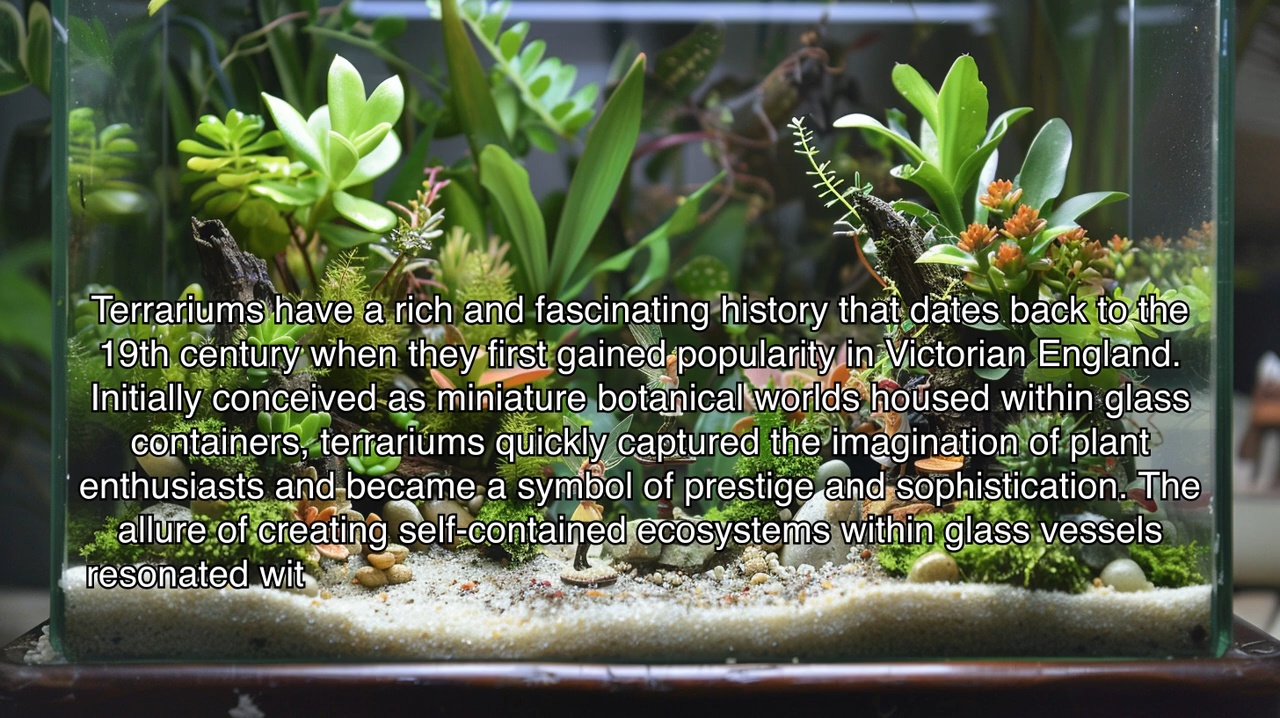 Terrariums have a rich and fascinating history that dates back to the
19th century when they first gained popularity in Victorian England.
Initially conceived as miniature botanical worlds housed within glass
containers, terrariums quickly captured the imagination of plant
enthusiasts and became a symbol of prestige and sophistication. The
allure of creating self-contained ecosystems within glass vessels
resonated wit